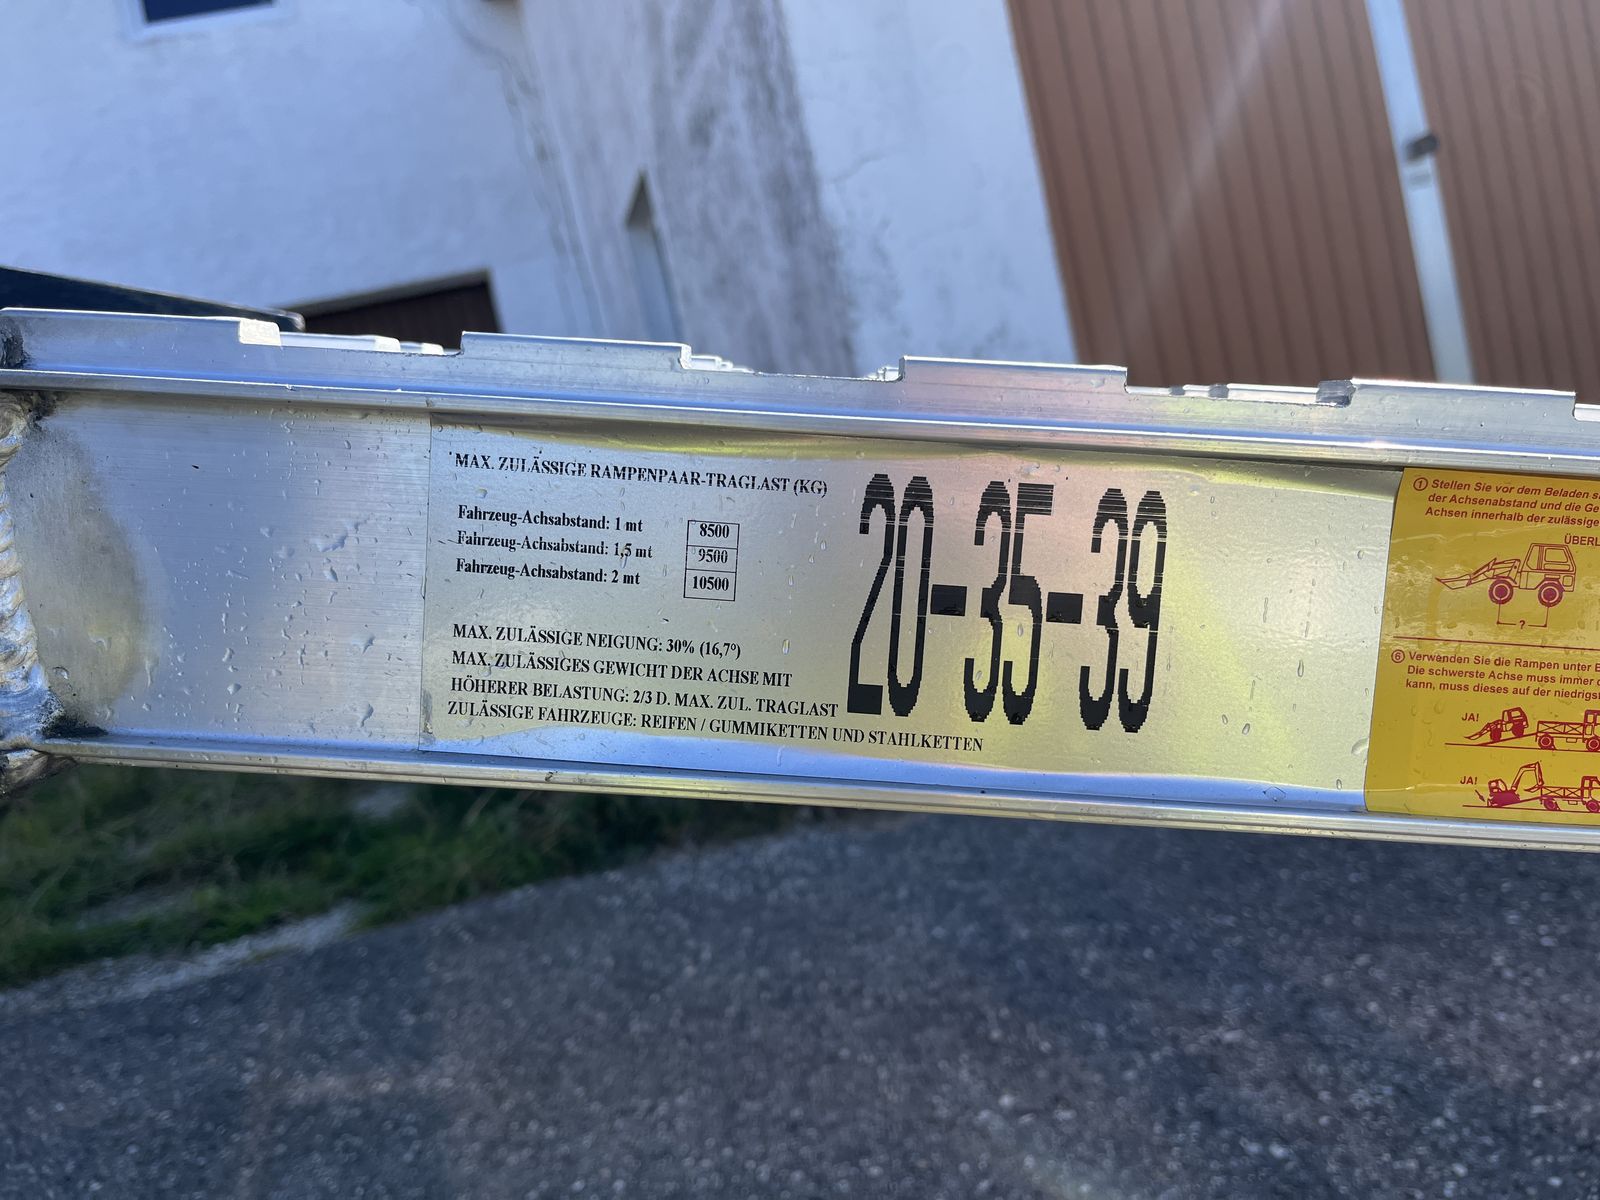 MAX. ZULÄSSIGE RAMPENPAAR-TRAGLAST (KG)
Fahrzeug-Achsabstand: 1 mt 8500
Fahrzeug-Achsabstand: 1,5 mt 9500
Fahrzeug-Achsabstand: 2 mt 10500
MAX. ZULÄSSIGE NEIGUNG: 30% (16,7º)
MAX. ZULÄSSIGES GEWICHT DER ACHSE MIT
HÖHERER BELASTUNG: 2/3 D. MAX. ZUL. TRAGLAST
ZULÄSSIGE FAHRZEUGE: REIFEN / GUMMIKETTEN UND STAHLKETTEN
20-35-39
1 Stellen Sie vor dem Beladen
der Achsenabstand und die
Achsen innerhalb der
?
6 Verwenden Sie die Rampen unter
Die schwerste Achse muss immer
kann, muss dieses auf der
JA!
JA!